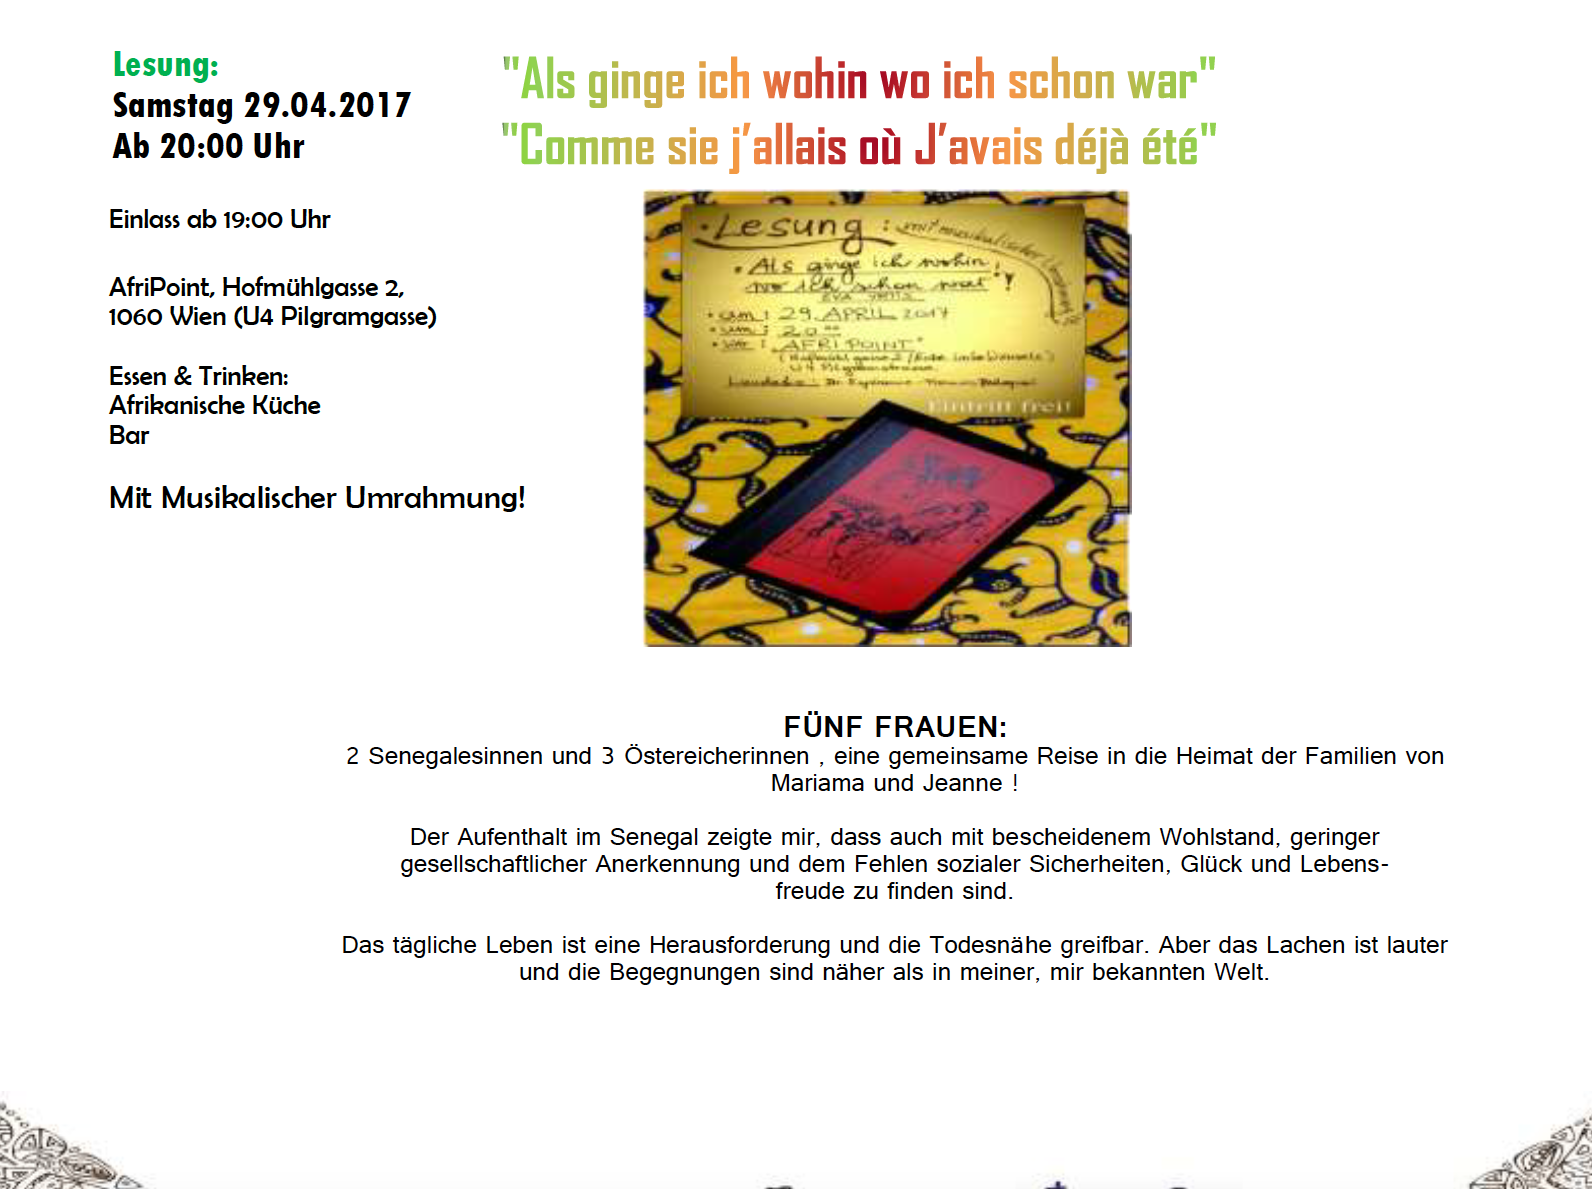 Lesung:
Samstag 29.04.2017
Ab 20:00 Uhr
Einlass ab 19:00 Uhr
AfriPoint, Hofmühlgasse 2,
1060 Wien (U4 Pilgramgasse)
Essen & Trinken:
Afrikanische Küche
Bar
Mit Musikalischer Umrahmung!
"Als ginge ich wohin wo ich schon war"
"Comme sie j'allais où J'avais déjà été"
• Lesung : mit musikalischer
• Als ginge ich wohin,
wo ich schon war!
• am : 29. APRIL 2017
• um : 20
• wo : "AFRI POINT"
Eintritt frei!
FÜNF FRAUEN:
2 Senegalesinnen und 3 Östereicherinnen , eine gemeinsame Reise in die Heimat der Familien von
Mariama und Jeanne !
Der Aufenthalt im Senegal zeigte mir, dass auch mit bescheidenem Wohlstand, geringer
gesellschaftlicher Anerkennung und dem Fehlen sozialer Sicherheiten, Glück und Lebens-
freude zu finden sind.
Das tägliche Leben ist eine Herausforderung und die Todesnähe greifbar. Aber das Lachen ist lauter
und die Begegnungen sind näher als in meiner, mir bekannten Welt.